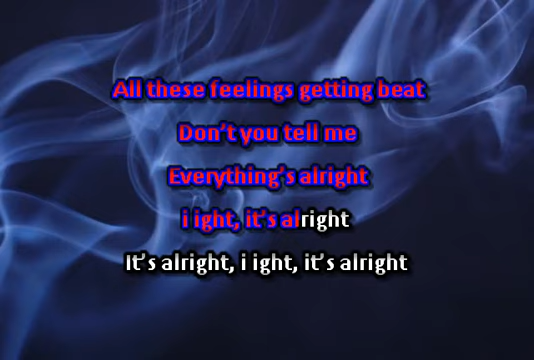 All these feelings getting beat
Don't you tell me
Everything's alright
i ight, it's alright
It's alright, i ight, it's alright